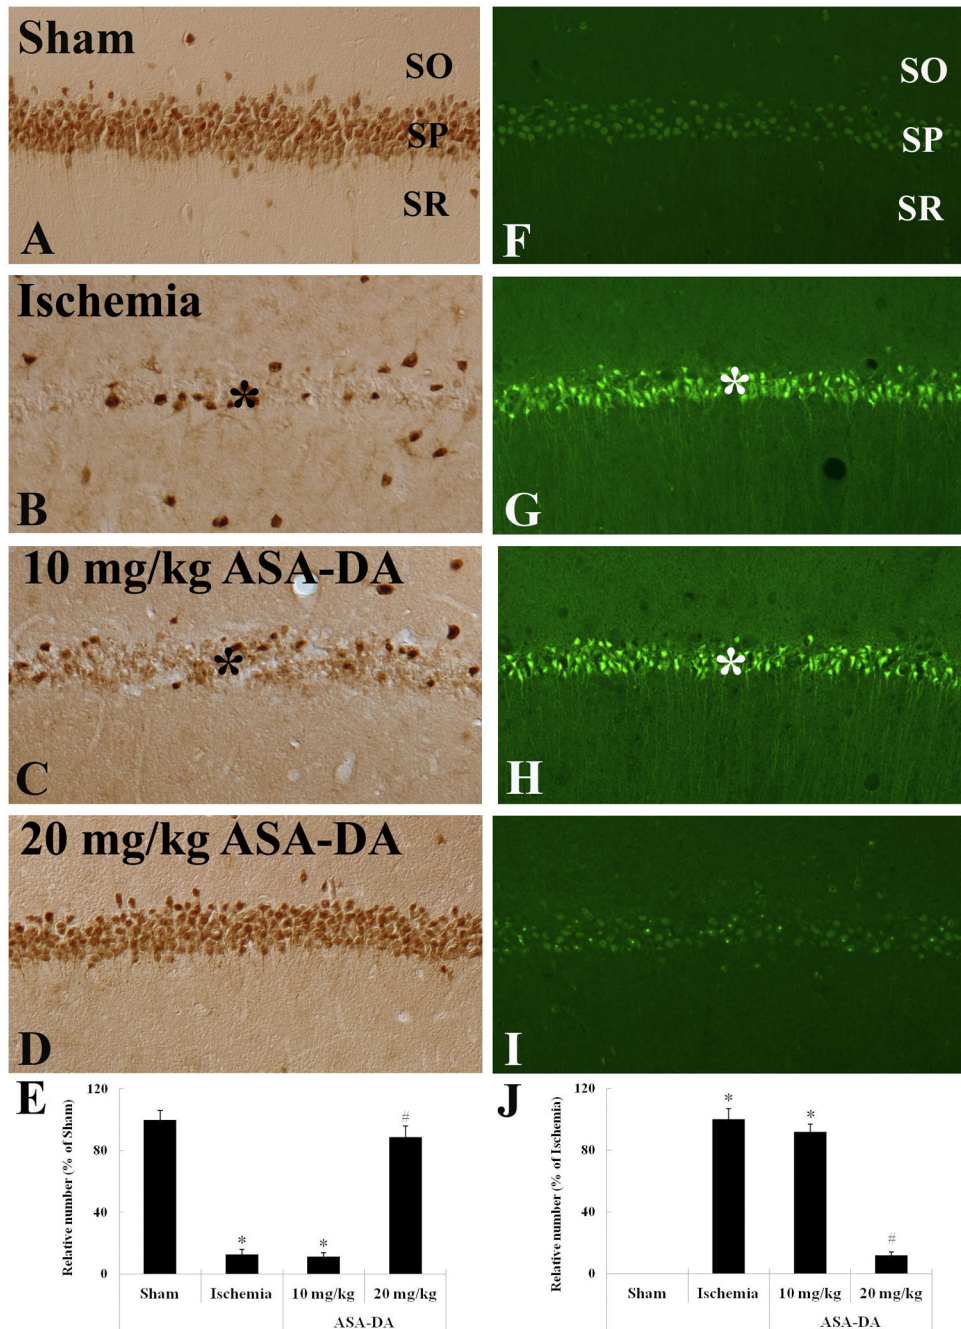 Sham
SO
SP
SR
A
SO
SP
SR
F
Ischemia
*
B
*
G
10 mg/kg ASA-DA
*
C
*
H
20 mg/kg ASA-DA
D
I
E
Relative number (% of Sham)
120
80
40
0
*
*
#
Sham
Ischemia
10 mg/kg
20 mg/kg
ASA-DA
J
Relative number (% of Ischemia)
120
80
40
0
*
*
#
Sham
Ischemia
10 mg/kg
20 mg/kg
ASA-DA